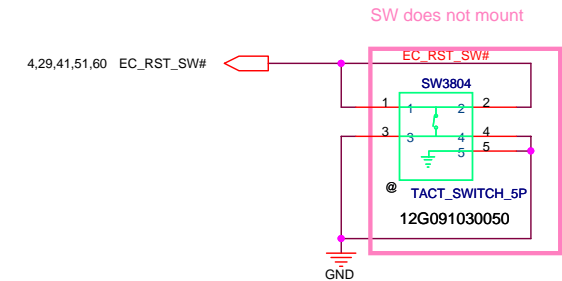 SW does not mount
4,29,41,51,60 EC_RST_SW#
EC_RST_SW#
SW3804
1 1 2 2
3 3 4 4
5 5
@ TACT_SWITCH_5P
12G091030050
GND